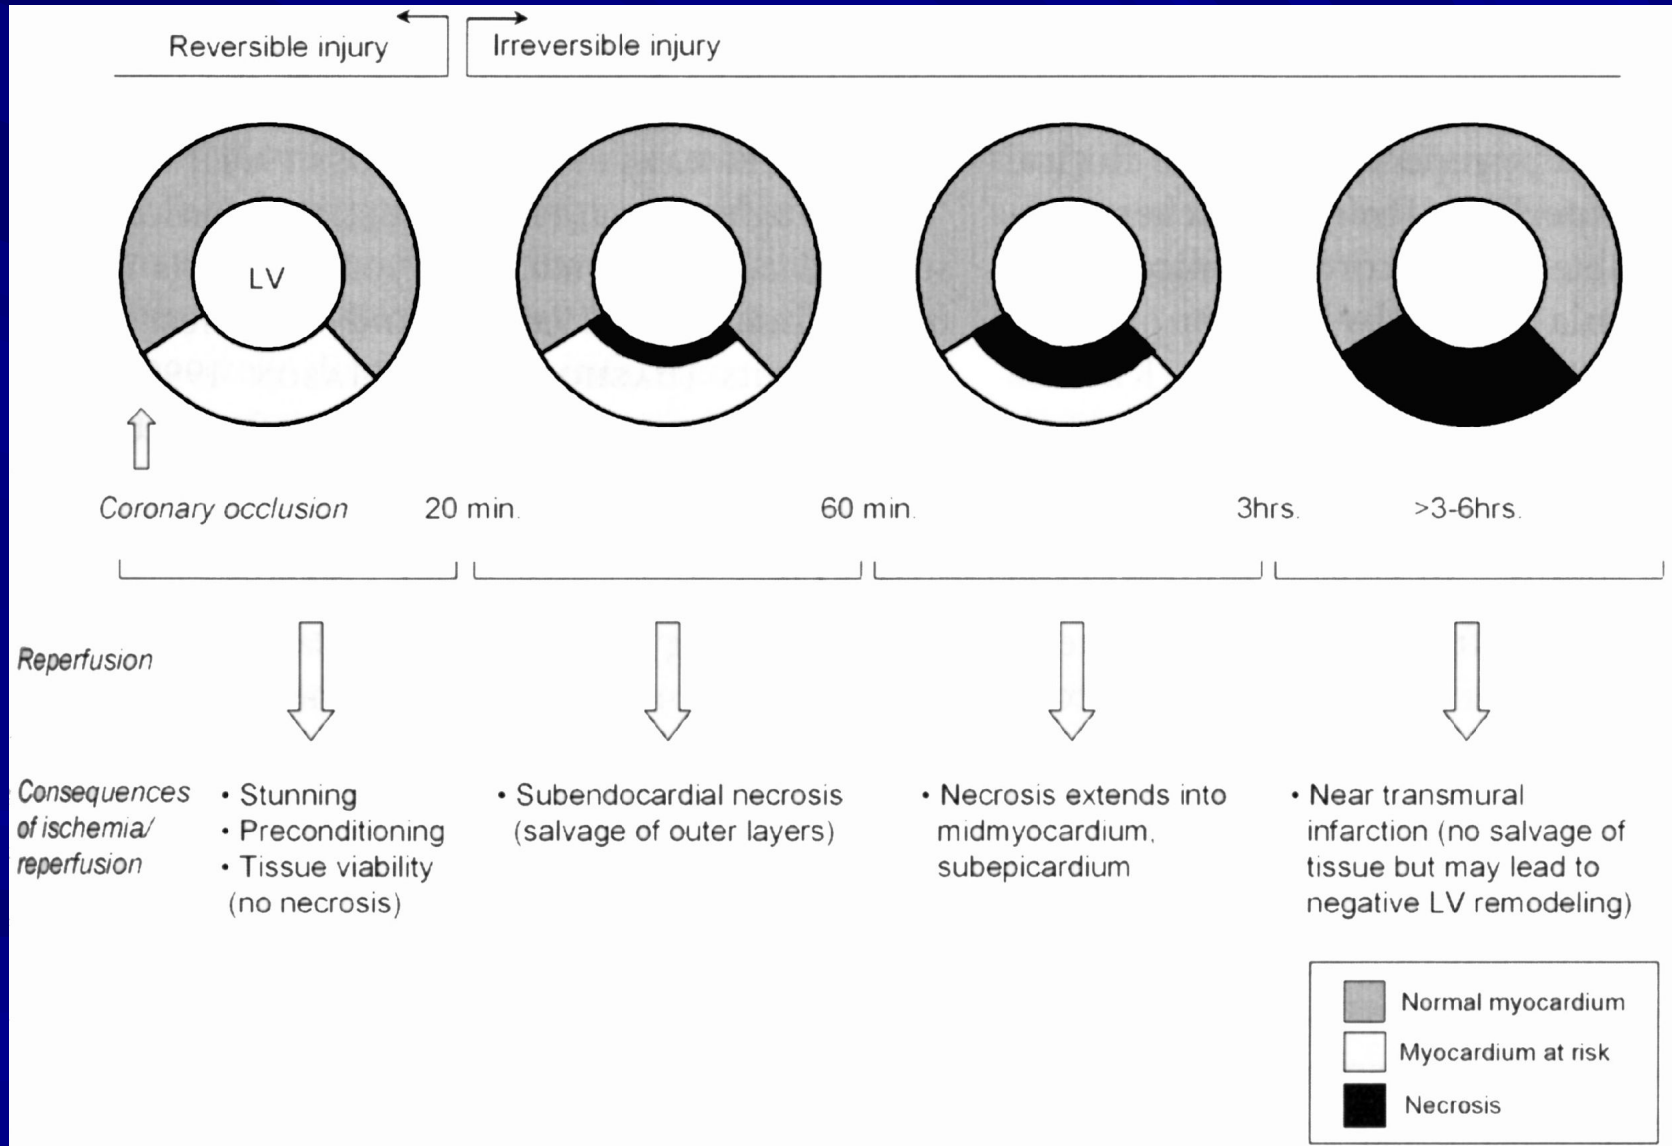 Reversible injury
Irreversible injury
LV
Coronary occlusion
20 min.
60 min.
3hrs.
>3-6hrs.
Reperfusion
Consequences
of ischemia/
reperfusion
• Stunning
• Preconditioning
• Tissue viability
(no necrosis)
• Subendocardial necrosis
(salvage of outer layers)
• Necrosis extends into
midmyocardium,
subepicardium
• Near transmural
infarction (no salvage of
tissue but may lead to
negative LV remodeling)
Normal myocardium
Myocardium at risk
Necrosis